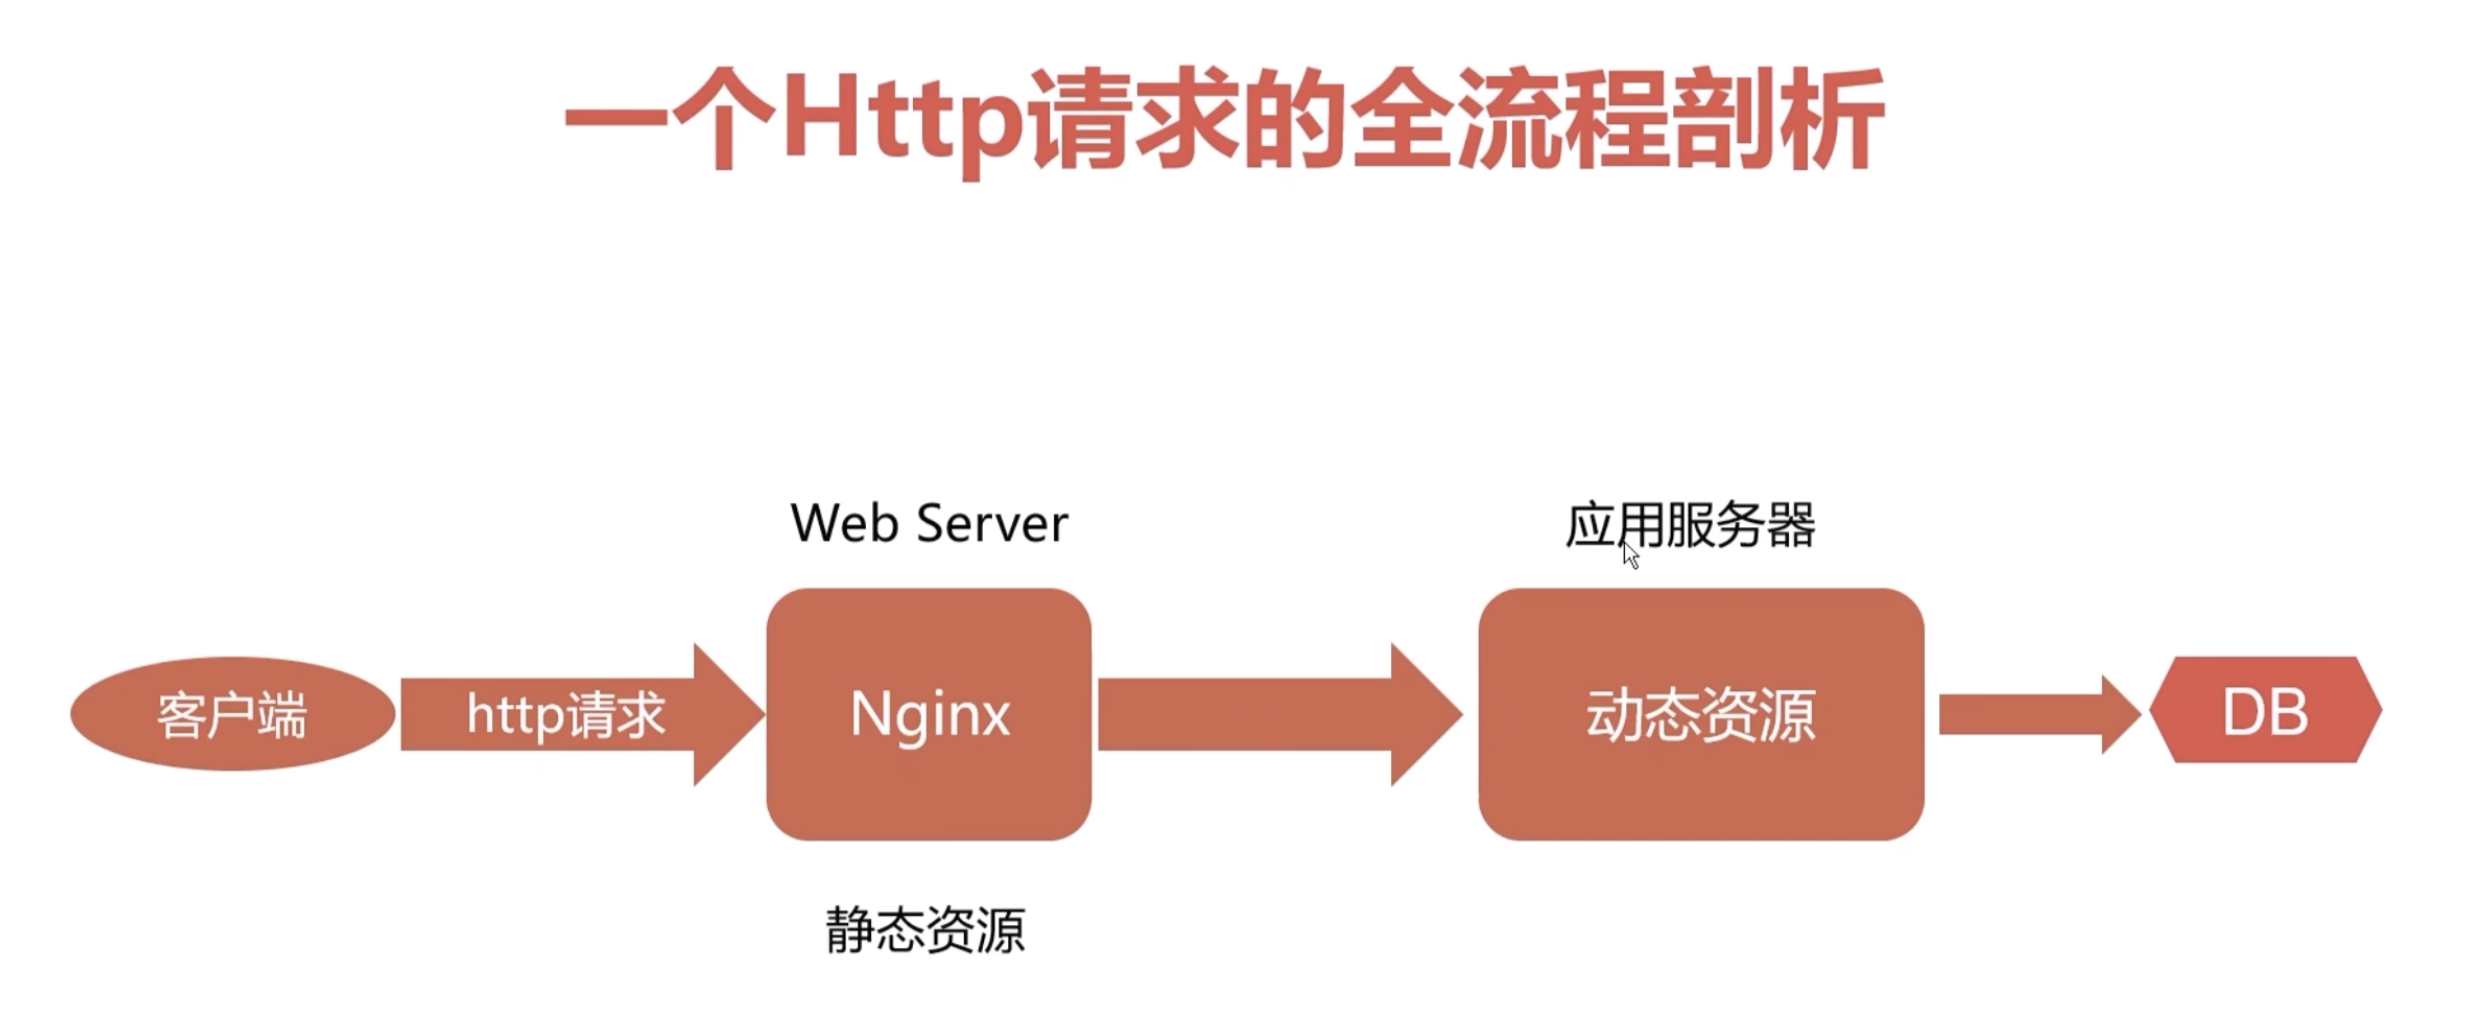 一个Http请求的全流程剖析
Web Server
应用服务器
客户端
http请求
Nginx
动态资源
DB
静态资源